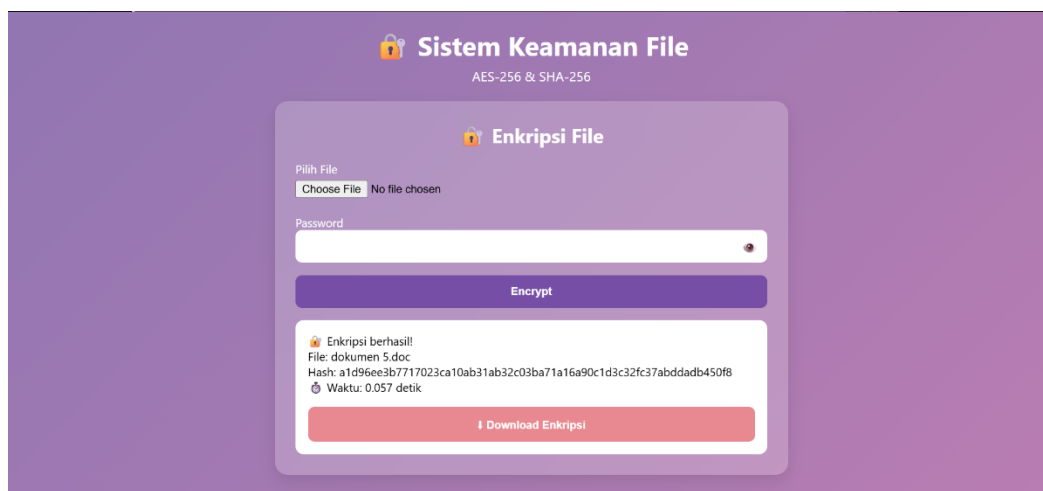 Sistem Keamanan File
AES-256 & SHA-256
Enkripsi File
Pilih File
Choose File No file chosen
Password
Encrypt
Enkripsi berhasil!
File: dokumen 5.doc
Hash: a1d96ee3b7717023ca10ab31ab32c03ba71a16a90c1d3c32fc37abddadb450f8
Waktu: 0.057 detik
⬇ Download Enkripsi